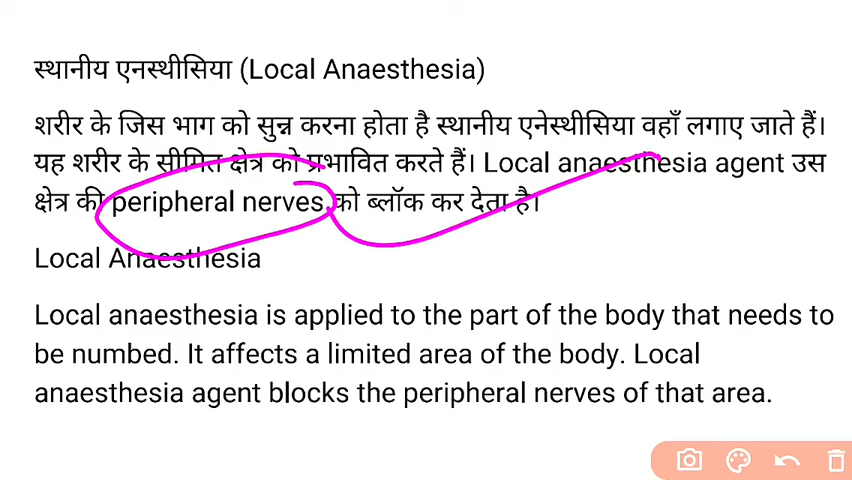 स्थानीय एनस्थीसिया (Local Anaesthesia)
शरीर के जिस भाग को सुन्न करना होता है स्थानीय एनेस्थीसिया वहाँ लगाए जाते हैं।
यह शरीर के सीमित क्षेत्र को प्रभावित करते हैं। Local anaesthesia agent उस
क्षेत्र की peripheral nerves को ब्लॉक कर देता है।
Local Anaesthesia
Local anaesthesia is applied to the part of the body that needs to
be numbed. It affects a limited area of the body. Local
anaesthesia agent blocks the peripheral nerves of that area.